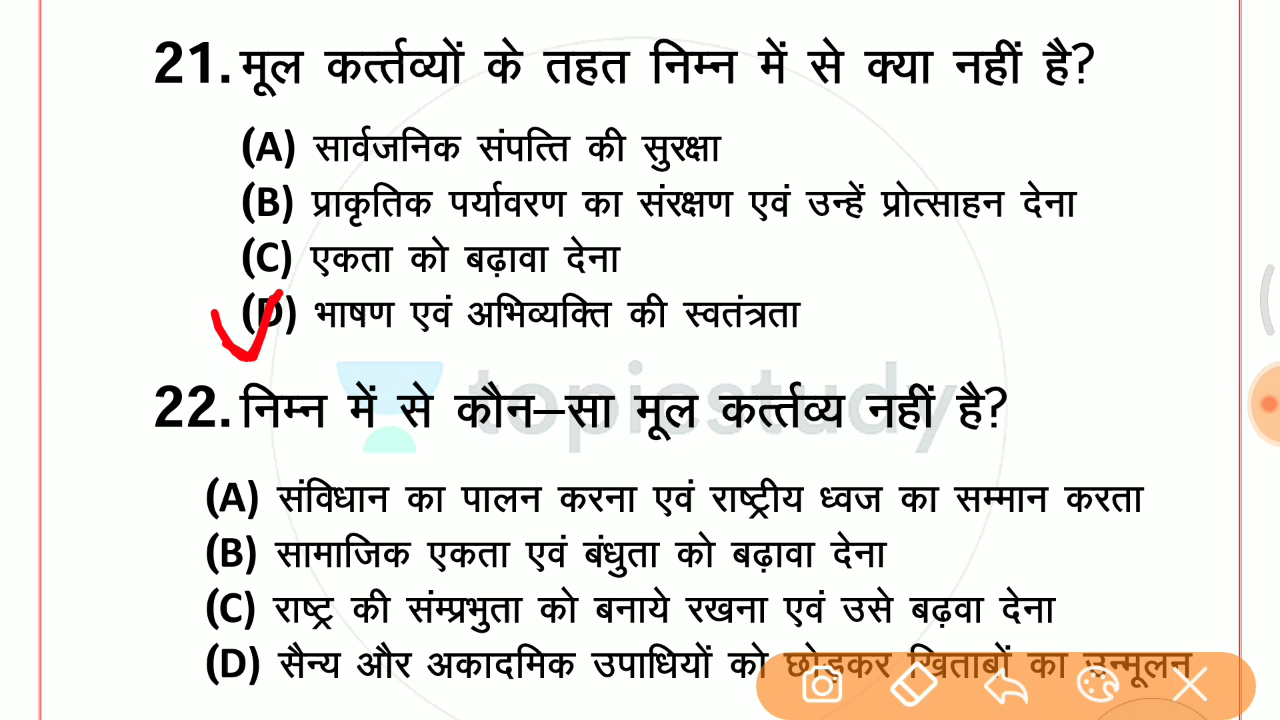 21. मूल कर्त्तव्यों के तहत निम्न में से क्या नहीं है?
(A) सार्वजनिक संपत्ति की सुरक्षा
(B) प्राकृतिक पर्यावरण का संरक्षण एवं उन्हें प्रोत्साहन देना
(C) एकता को बढ़ावा देना
(D) भाषण एवं अभिव्यक्ति की स्वतंत्रता
topicstudy
22. निम्न में से कौन–सा मूल कर्त्तव्य नहीं है?
(A) संविधान का पालन करना एवं राष्ट्रीय ध्वज का सम्मान करता
(B) सामाजिक एकता एवं बंधुता को बढ़ावा देना
(C) राष्ट्र की संम्प्रभुता को बनाये रखना एवं उसे बढ़वा देना
(D) सैन्य और अकादमिक उपाधियों को छोड़कर खिताबों का उन्मूलन